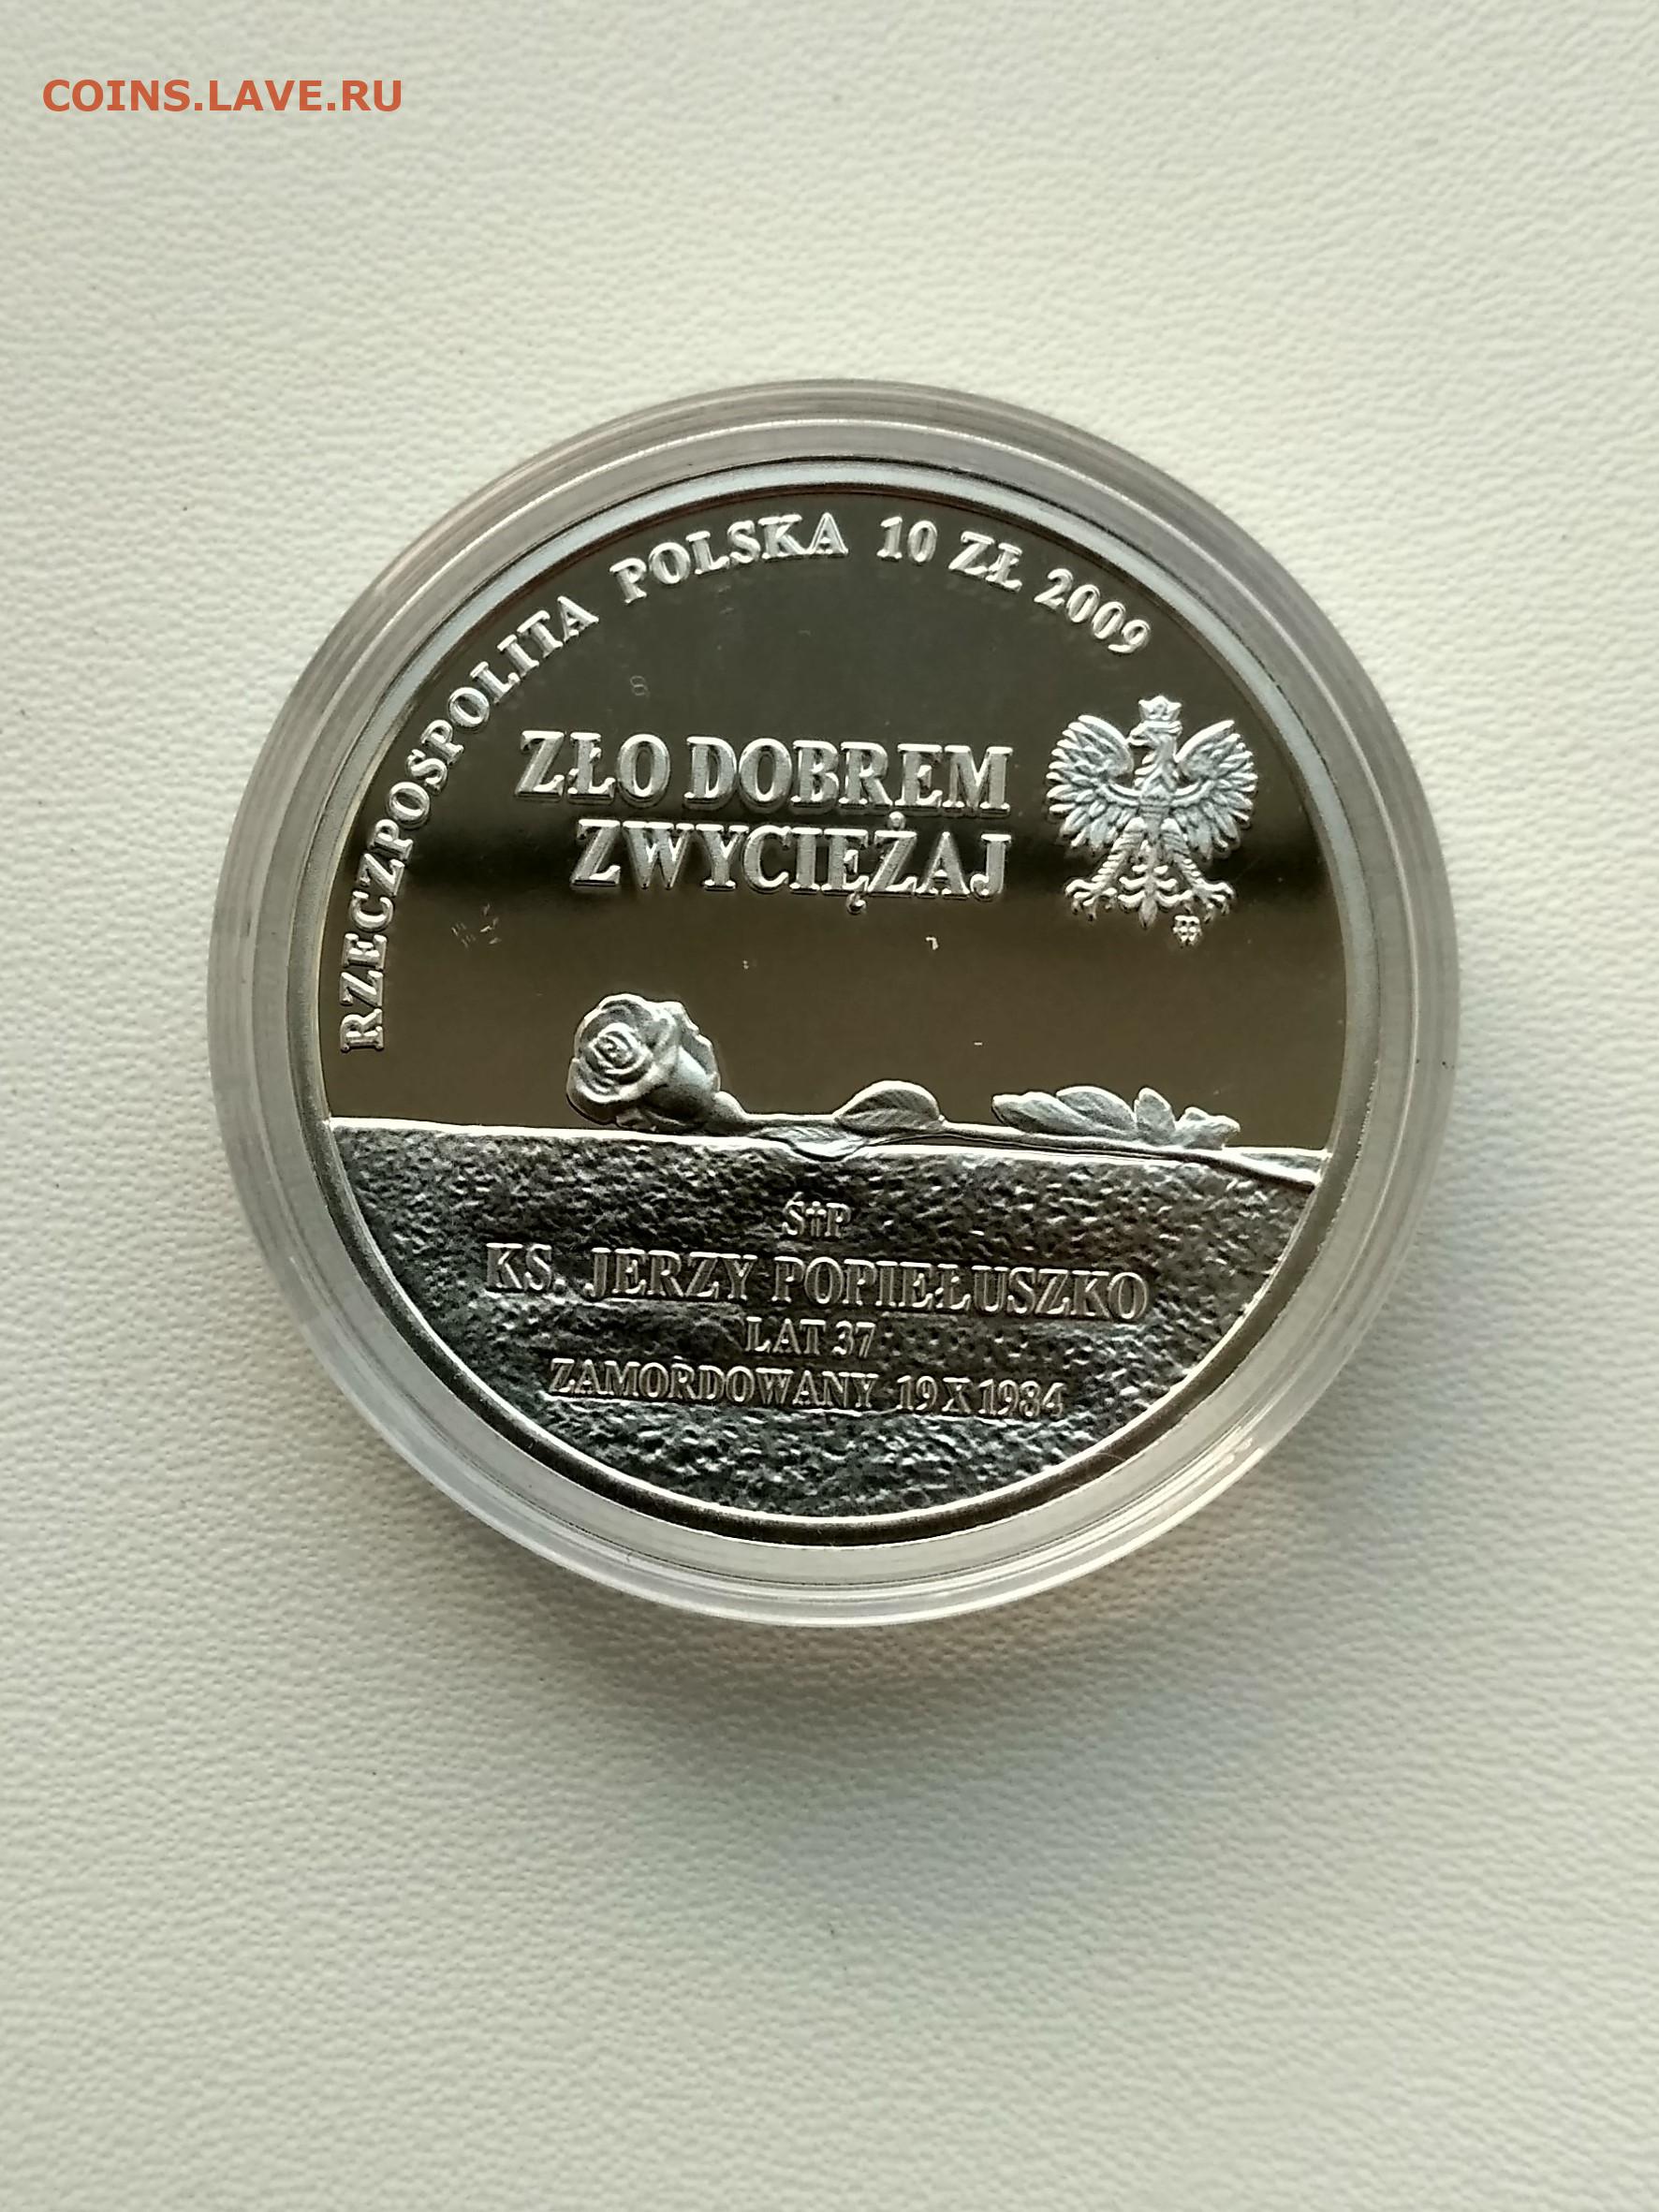 COINS.LAVE.RU
RZECZPOSPOLITA POLSKA 10 ZŁ 2009
ZŁO DOBREM
ZWYCIĘŻAJ
Ś†P
KS. JERZY POPIEŁUSZKO
LAT 37
ZAMORDOWANY 19 X 1984